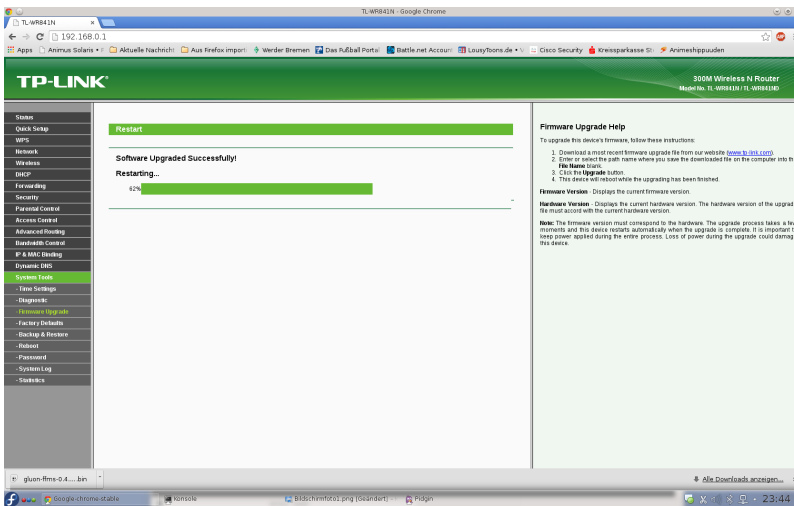 TL-WR841N - Google Chrome
TL-WR841N ×
192.168.0.1
Apps Animus Solaris • F Aktuelle Nachricht Aus Firefox import Werder Bremen Das Fußball Portal Battle.net Account LousyToons.de • Cisco Security Kreissparkasse St Animeshippuuden
TP-LINK®
300M Wireless N Router
Model No. TL-WR841N / TL-WR841ND
Status
Quick Setup
WPS
Network
Wireless
DHCP
Forwarding
Security
Parental Control
Access Control
Advanced Routing
Bandwidth Control
IP & MAC Binding
Dynamic DNS
System Tools
- Time Settings
- Diagnostic
- Firmware Upgrade
- Factory Defaults
- Backup & Restore
- Reboot
- Password
- System Log
- Statistics
Restart
Software Upgraded Successfully!
Restarting...
62%
Firmware Upgrade Help
To upgrade this device's firmware, follow these instructions:
1. Download a most recent firmware upgrade file from our website (www.tp-link.com).
2. Enter or select the path name where you save the downloaded file on the computer into th
File Name blank.
3. Click the Upgrade button.
4. This device will reboot while the upgrading has been finished.
Firmware Version - Displays the current firmware version.
Hardware Version - Displays the current hardware version. The hardware version of the upgrad
file must accord with the current hardware version.
Note: The firmware version must correspond to the hardware. The upgrade process takes a few
moments and this device restarts automatically when the upgrade is complete. It is important t
keep power applied during the entire process. Loss of power during the upgrade could damag
this device.
gluon-ffms-0.4.....bin
Alle Downloads anzeigen...
Google-chrome-stable Konsole Bildschirmfoto1.png [Geändert] Pidgin 23:44